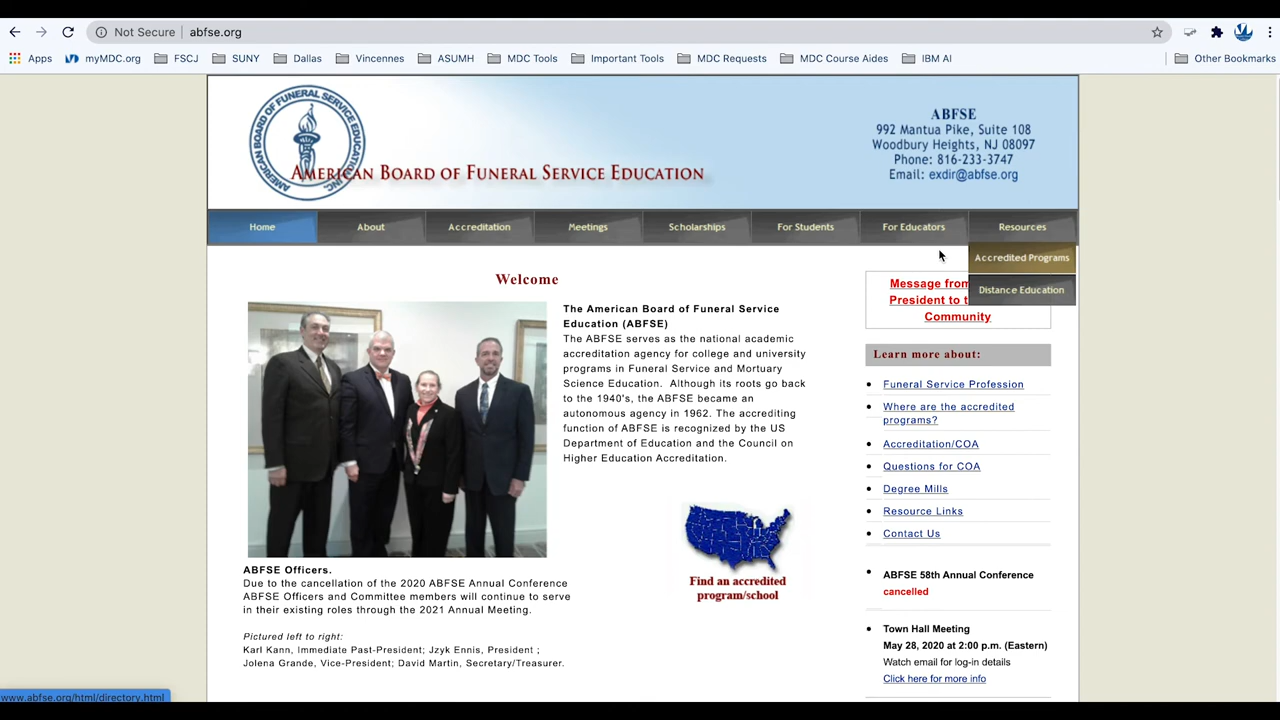 Not Secure | abfse.org
Apps myMDC.org FSCJ SUNY Dallas Vincennes ASUMH MDC Tools Important Tools MDC Requests MDC Course Aides IBM AI Other Bookmarks
AMERICAN BOARD OF FUNERAL SERVICE EDUCATION, INC.
AMERICAN BOARD OF FUNERAL SERVICE EDUCATION
ABFSE
992 Mantua Pike, Suite 108
Woodbury Heights, NJ 08097
Phone: 816-233-3747
Email: exdir@abfse.org
Home About Accreditation Meetings Scholarships For Students For Educators Resources
Accredited Programs
Distance Education
Welcome
The American Board of Funeral Service
Education (ABFSE)
The ABFSE serves as the national academic
accreditation agency for college and university
programs in Funeral Service and Mortuary
Science Education. Although its roots go back
to the 1940's, the ABFSE became an
autonomous agency in 1962. The accrediting
function of ABFSE is recognized by the US
Department of Education and the Council on
Higher Education Accreditation.
Find an accredited
program/school
ABFSE Officers.
Due to the cancellation of the 2020 ABFSE Annual Conference
ABFSE Officers and Committee members will continue to serve
in their existing roles through the 2021 Annual Meeting.
Pictured left to right:
Karl Kann, Immediate Past-President; Jzyk Ennis, President ;
Jolena Grande, Vice-President; David Martin, Secretary/Treasurer.
Message from
President to t
Community
Learn more about:
Funeral Service Profession
Where are the accredited
programs?
Accreditation/COA
Questions for COA
Degree Mills
Resource Links
Contact Us
ABFSE 58th Annual Conference
cancelled
Town Hall Meeting
May 28, 2020 at 2:00 p.m. (Eastern)
Watch email for log-in details
Click here for more info
www.abfse.org/html/directory.html